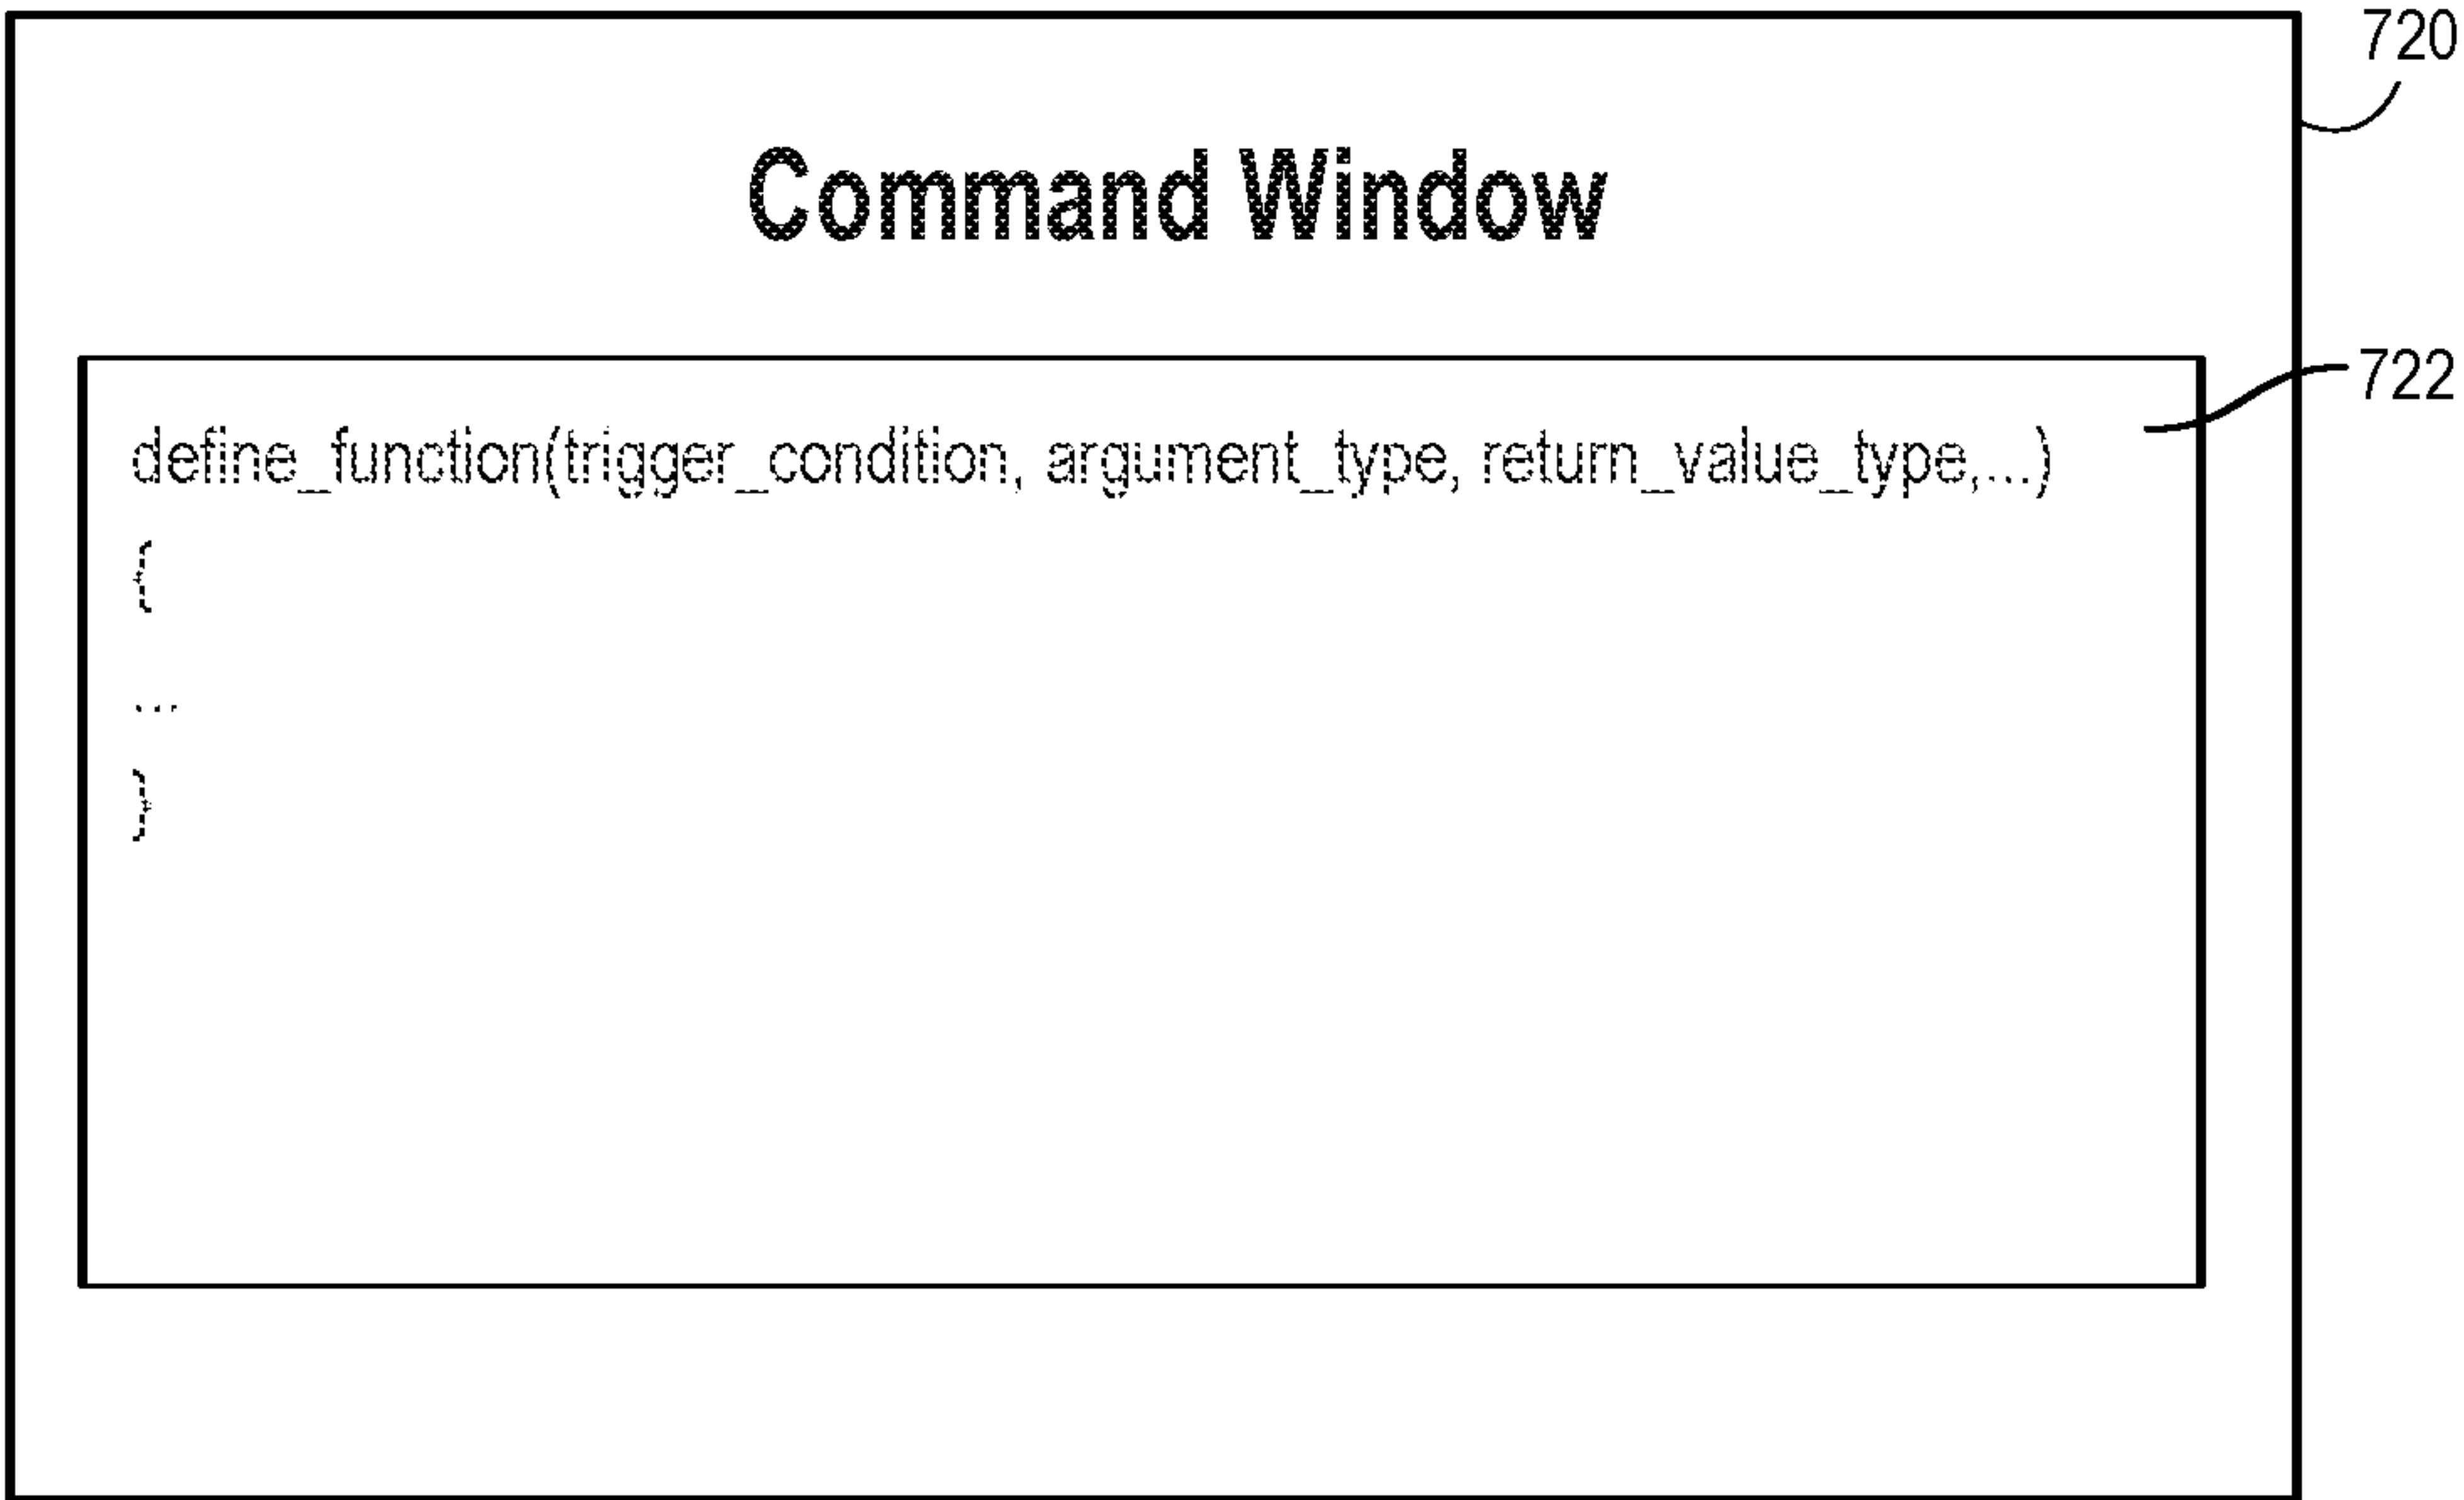 720
Command Window
722
define_function(trigger_condition, argument_type, return_value_type,...)
{
...
}